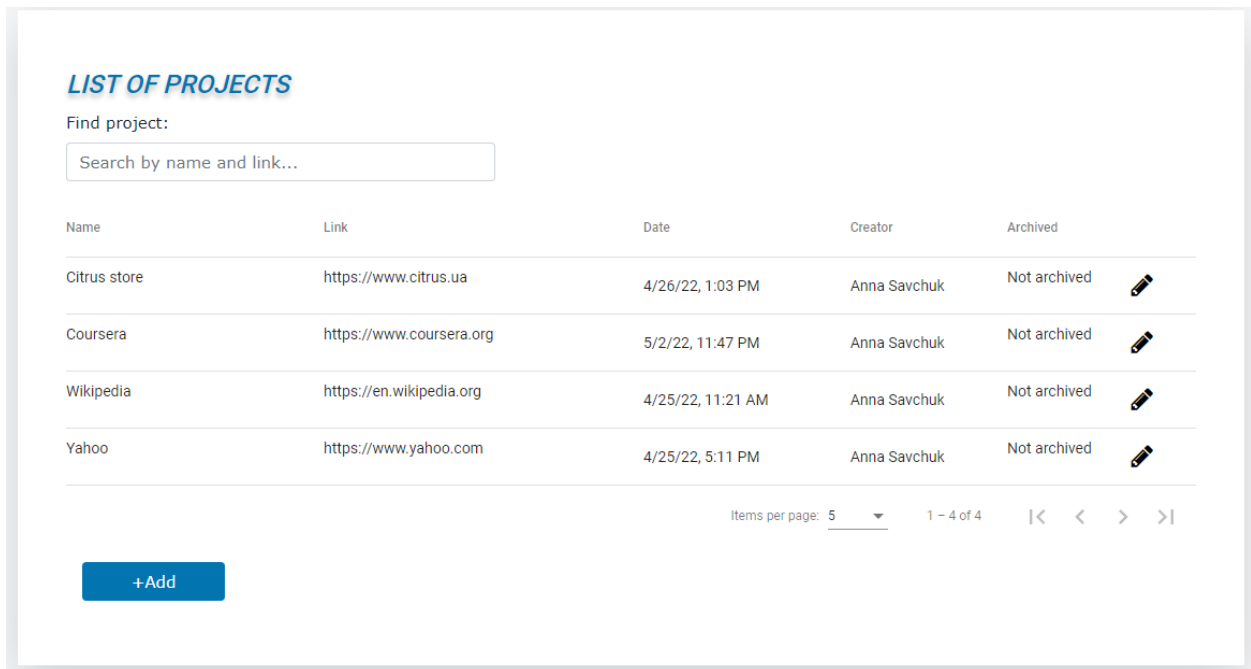 LIST OF PROJECTS
Find project:
Search by name and link...
Name Link Date Creator Archived
Citrus store https://www.citrus.ua 4/26/22, 1:03 PM Anna Savchuk Not archived
Coursera https://www.coursera.org 5/2/22, 11:47 PM Anna Savchuk Not archived
Wikipedia https://en.wikipedia.org 4/25/22, 11:21 AM Anna Savchuk Not archived
Yahoo https://www.yahoo.com 4/25/22, 5:11 PM Anna Savchuk Not archived
Items per page: 5 1 – 4 of 4
+Add